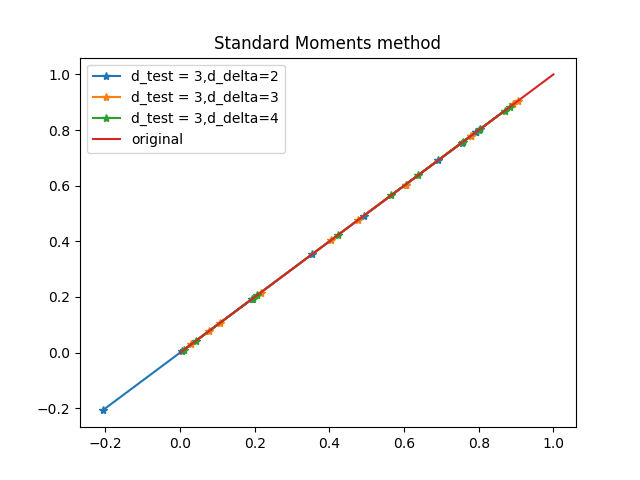 Standard Moments method
d_test = 3,d_delta=2
d_test = 3,d_delta=3
d_test = 3,d_delta=4
original
1.0
0.8
0.6
0.4
0.2
0.0
−0.2
−0.2 0.0 0.2 0.4 0.6 0.8 1.0